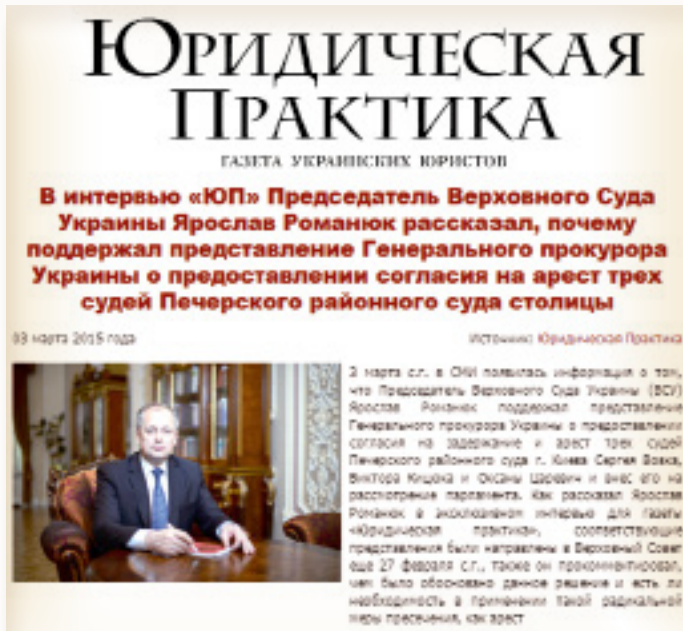 ЮРИДИЧЕСКАЯ
ПРАКТИКА
ГАЗЕТА УКРАИНСКИХ ЮРИСТОВ
В интервью «ЮП» Председатель Верховного Суда
Украины Ярослав Романюк рассказал, почему
поддержал представление Генерального прокурора
Украины о предоставлении согласия на арест трех
судей Печерского районного суда столицы
03 марта 2015 года
Источник: Юридическая Практика
3 марта с.г. в СМИ появилась информация о том,
что Председатель Верховного Суда Украины (ВСУ)
Ярослав Романюк поддержал представление
Генерального прокурора Украины о предоставлении
согласия на задержание и арест трех судей
Печерского районного суда г. Киева Сергея Вовка,
Виктора Кицюка и Оксаны Царевич и внес его на
рассмотрение парламента. Как рассказал Ярослав
Романюк в эксклюзивном интервью для газеты
«Юридическая практика», соответствующие
представления были направлены в Верховный Совет
еще 27 февраля с.г., также он прокомментировал,
чем было обосновано данное решение и есть ли
необходимость в применении такой радикальной
меры пресечения, как арест